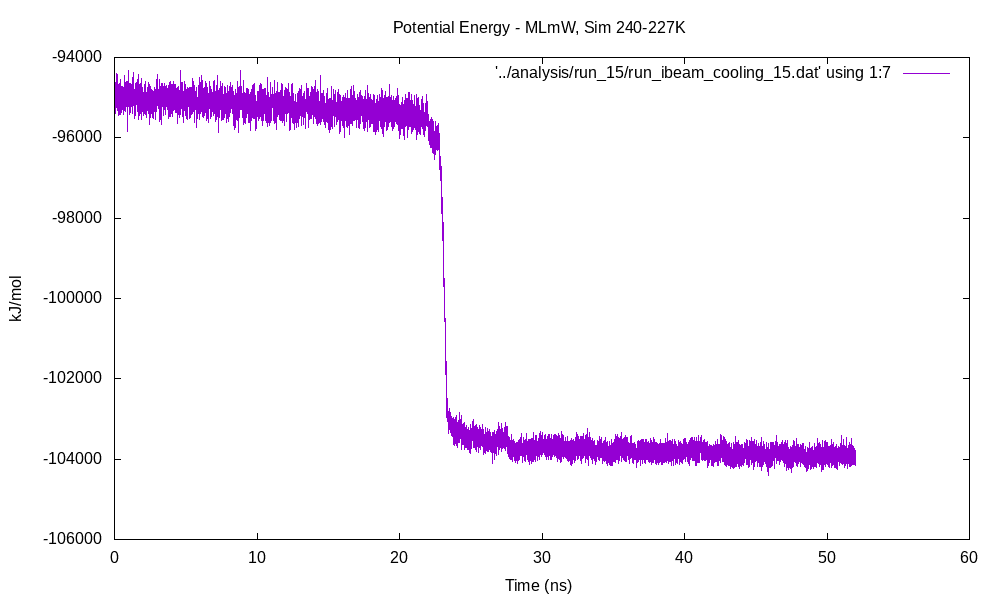 Potential Energy - MLmW, Sim 240-227K
'../analysis/run_15/run_ibeam_cooling_15.dat' using 1:7
-94000
-96000
-98000
-100000
-102000
-104000
-106000
kJ/mol
0 10 20 30 40 50 60
Time (ns)